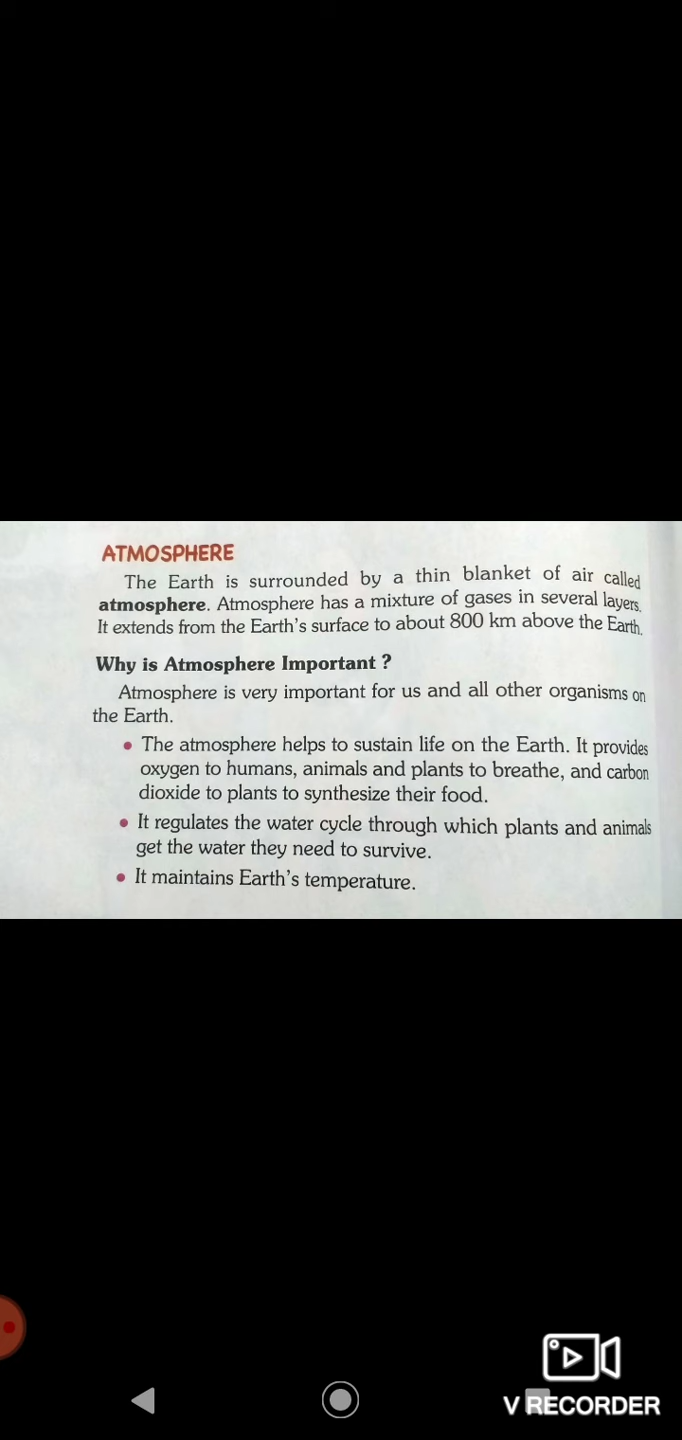 ATMOSPHERE
The Earth is surrounded by a thin blanket of air called
atmosphere. Atmosphere has a mixture of gases in several layers.
It extends from the Earth's surface to about 800 km above the Earth.
Why is Atmosphere Important ?
Atmosphere is very important for us and all other organisms on
the Earth.
• The atmosphere helps to sustain life on the Earth. It provides
oxygen to humans, animals and plants to breathe, and carbon
dioxide to plants to synthesize their food.
• It regulates the water cycle through which plants and animals
get the water they need to survive.
• It maintains Earth's temperature.
V RECORDER